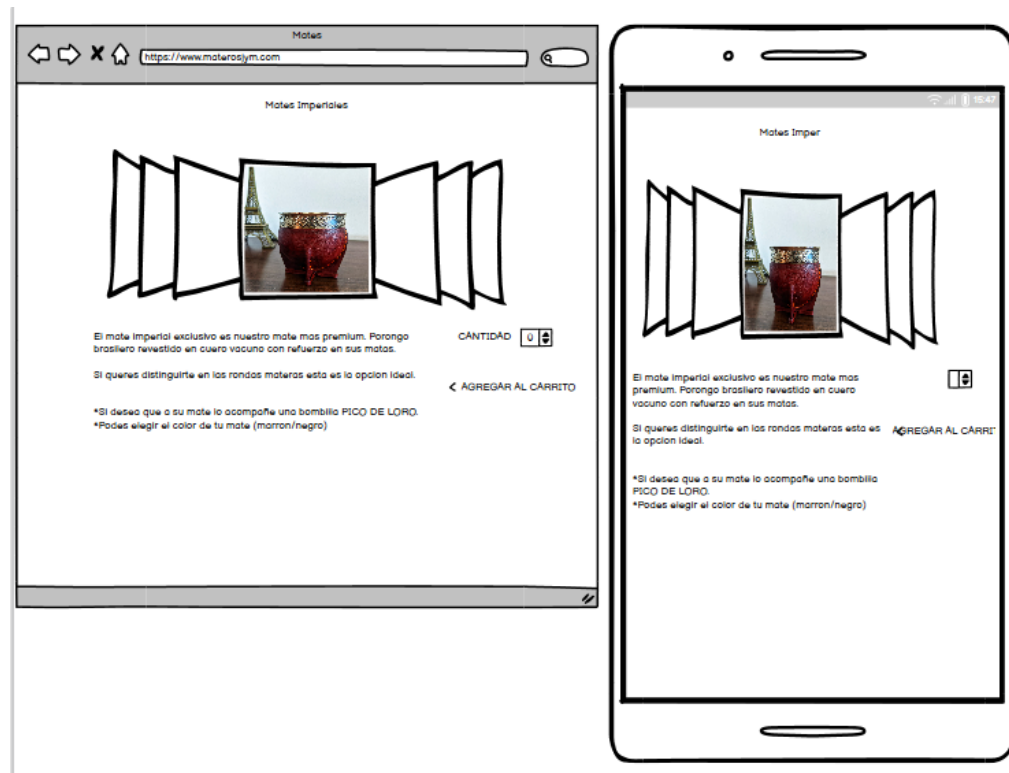 Mates
https://www.materosjym.com
Mates Imperiales
El mate imperial exclusivo es nuestro mate mas premium. Porongo
brasilero revestido en cuero vacuno con refuerzo en sus matas.
Si queres distinguirte en las rondas materas esta es la opcion ideal.
*Si desea que a su mate lo acompañe una bombilla PICO DE LORO.
*Podes elegir el color de tu mate (marron/negro)
CANTIDAD 0
< AGREGAR AL CARRITO
15:47
Mates Imper
El mate imperial exclusivo es nuestro mate mas
premium. Porongo brasilero revestido en cuero
vacuno con refuerzo en sus matas.
Si queres distinguirte en las rondas materas esta es
la opcion ideal.
*Si desea que a su mate lo acompañe una bombilla
PICO DE LORO.
*Podes elegir el color de tu mate (marron/negro)
AGREGAR AL CARRIT